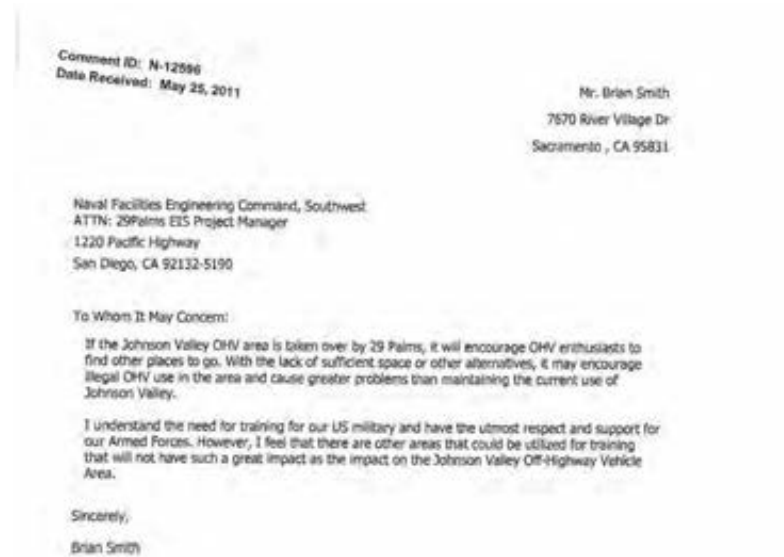 Comment ID: N-12596
Date Received: May 25, 2011
Mr. Brian Smith
7670 River Village Dr
Sacramento , CA 95831
Naval Facilities Engineering Command, Southwest
ATTN: 29Palms EIS Project Manager
1220 Pacific Highway
San Diego, CA 92132-5190
To Whom It May Concern:
If the Johnson Valley OHV area is taken over by 29 Palms, it will encourage OHV enthusiasts to
find other places to go. With the lack of sufficient space or other alternatives, it may encourage
illegal OHV use in the area and cause greater problems than maintaining the current use of
Johnson Valley.
I understand the need for training for our US military and have the utmost respect and support for
our Armed Forces. However, I feel that there are other areas that could be utilized for training
that will not have such a great impact as the impact on the Johnson Valley Off-Highway Vehicle
Area.
Sincerely,
Brian Smith